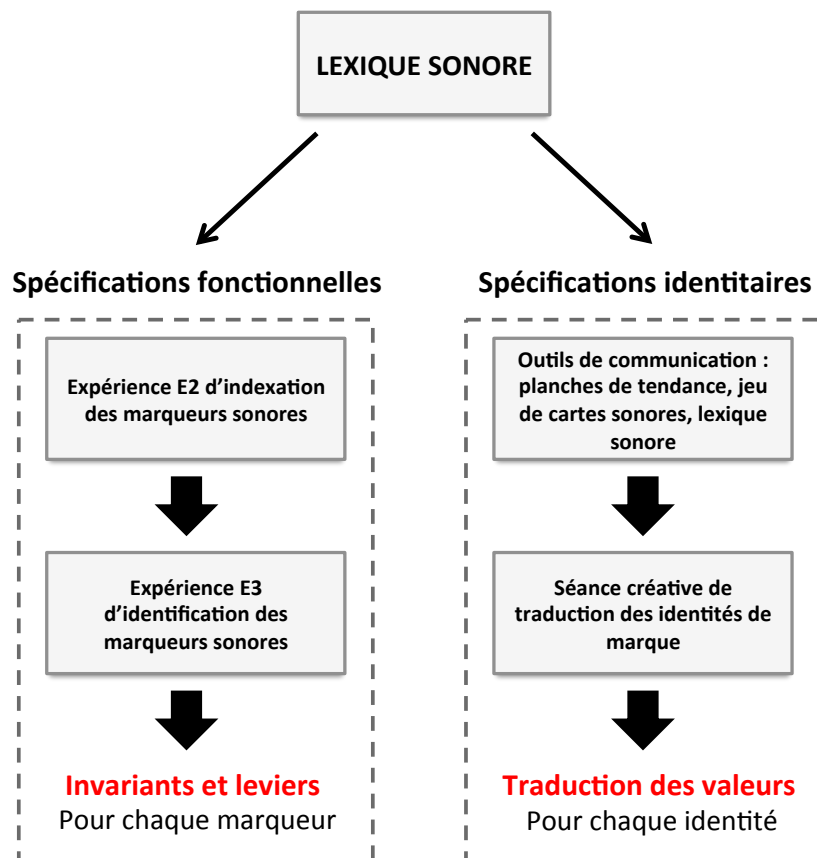 LEXIQUE SONORE
Spécifications fonctionnelles
Expérience E2 d'indexation
des marqueurs sonores
Expérience E3
d'identification des
marqueurs sonores
Invariants et leviers
Pour chaque marqueur
Spécifications identitaires
Outils de communication :
planches de tendance, jeu
de cartes sonores, lexique
sonore
Séance créative de
traduction des identités de
marque
Traduction des valeurs
Pour chaque identité